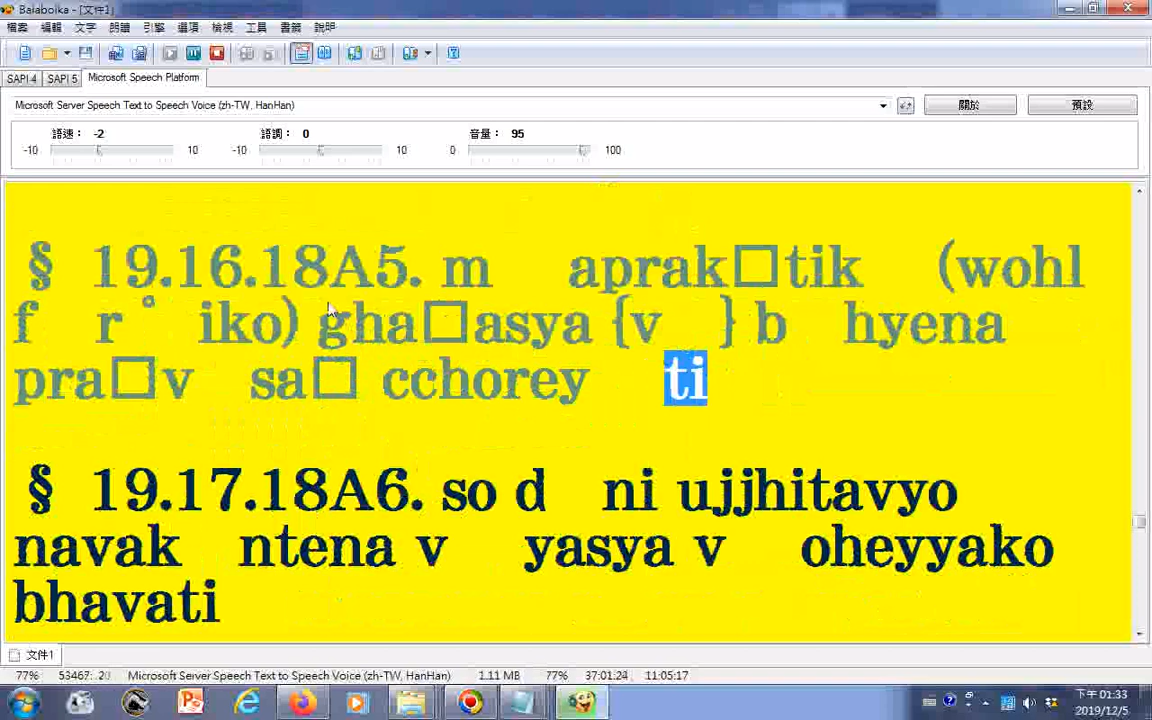 Balabolka - [文件1]
檔案 編輯 文字 朗讀 引擎 選項 檢視 工具 書籤 說明
SAPI 4 SAPI 5 Microsoft Speech Platform
Microsoft Server Speech Text to Speech Voice (zh-TW, HanHan) 關於 預設
語速： -2 語調： 0 音量： 95
-10 10 -10 10 0 100
§ 19.16.18A5. m aprak□tik (wohl
f r ° iko) gha□asya {v } b hyena
pra□v sa□ cchorey ti
§ 19.17.18A6. so d ni ujjhitavyo
navak ntena v yasya v oheyyako
bhavati
文件1
77% Microsoft Server Speech Text to Speech Voice (zh-TW, HanHan) 1.11 MB 77% 37:01:24 11:05:17
下午 01:33
2019/12/5